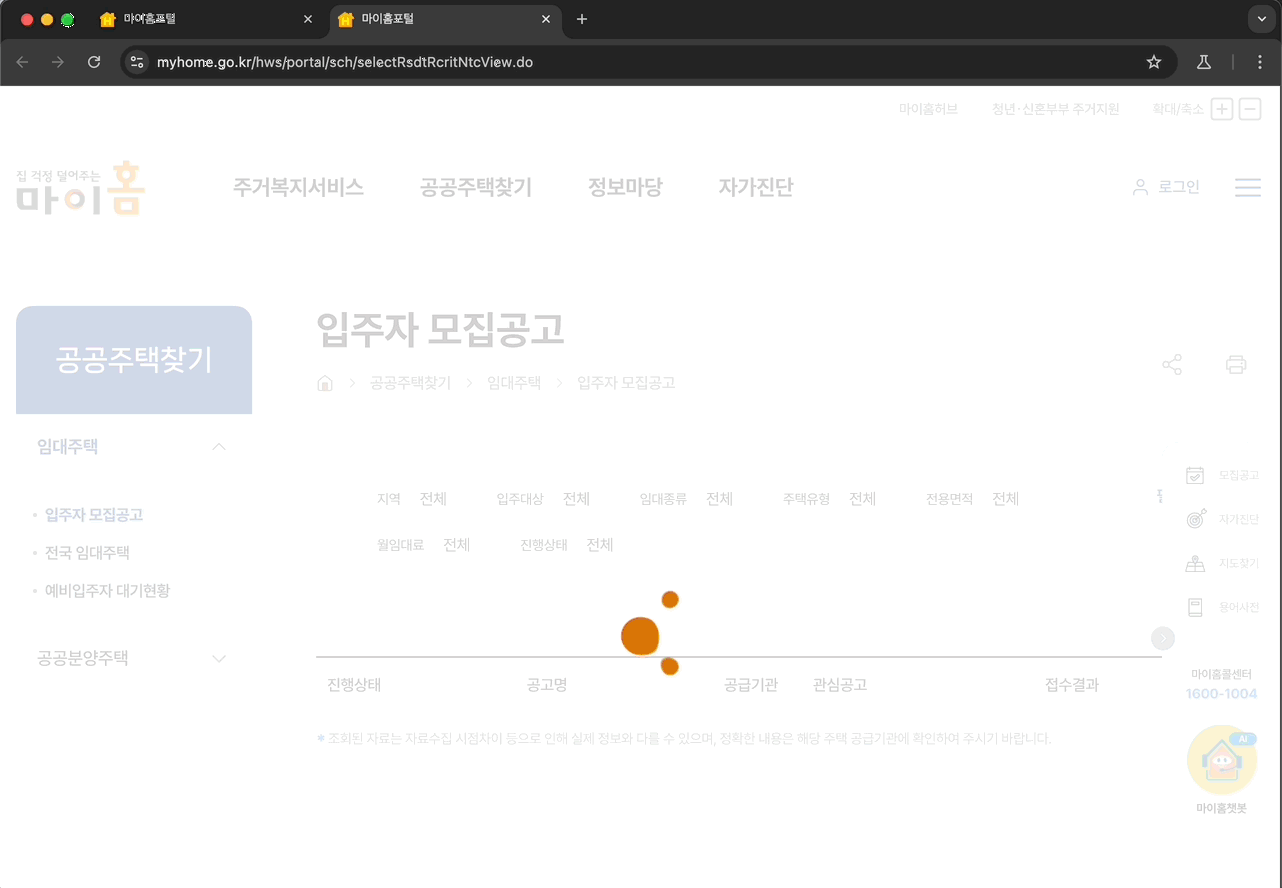 마이홈포털
마이홈포털
myhome.go.kr/hws/portal/sch/selectRsdtRcritNtcView.do
마이홈허브 청년·신혼부부 주거지원 확대/축소
집 걱정 덜어주는
마이홈
주거복지서비스 공공주택찾기 정보마당 자가진단 로그인
공공주택찾기
임대주택
입주자 모집공고
전국 임대주택
예비입주자 대기현황
공공분양주택
입주자 모집공고
공공주택찾기 > 임대주택 > 입주자 모집공고
지역 전체 입주대상 전체 임대종류 전체 주택유형 전체 전용면적 전체
월임대료 전체 진행상태 전체
진행상태 공고명 공급기관 관심공고 접수결과
* 조회된 자료는 자료수집 시점차이 등으로 인해 실제 정보와 다를 수 있으며, 정확한 내용은 해당 주택 공급기관에 확인하여 주시기 바랍니다.
모집공고
자가진단
지도찾기
용어사전
마이홈콜센터
1600-1004
AI
마이홈챗봇